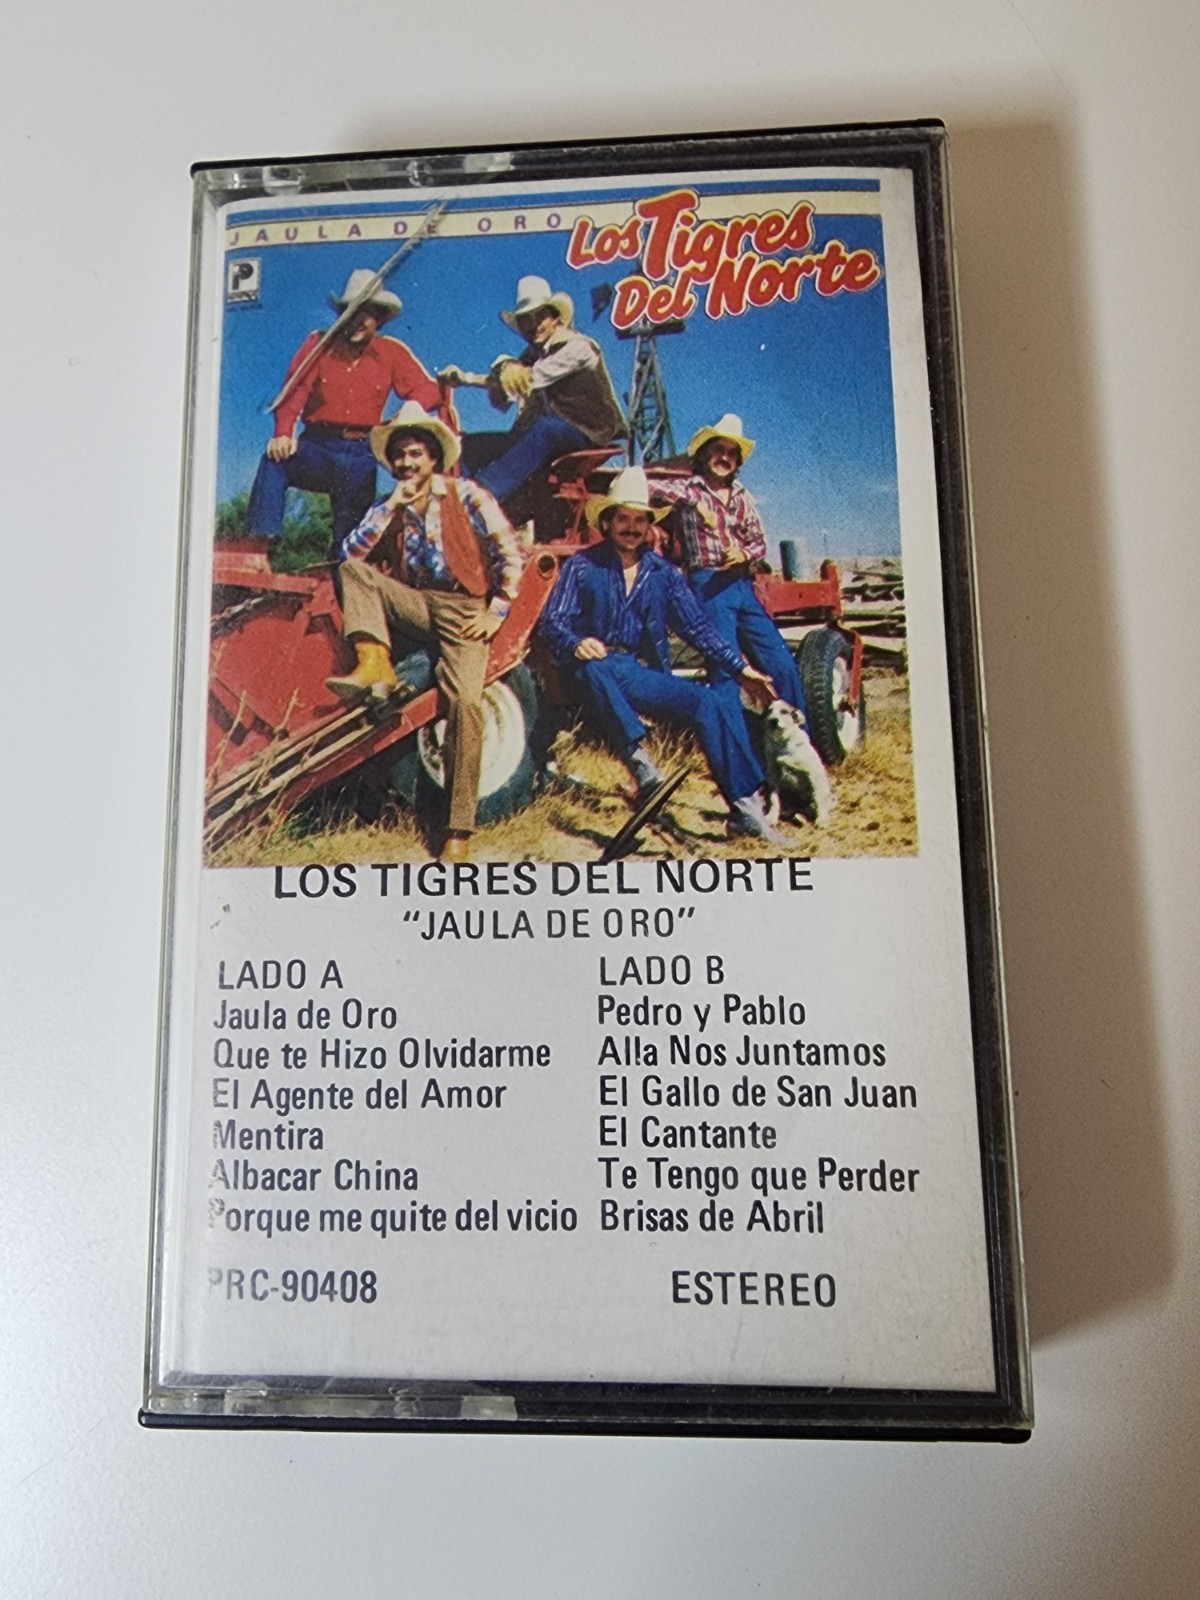 JAULA DE ORO
Los Tigres
Del Norte
P
LOS TIGRES DEL NORTE
"JAULA DE ORO"
LADO A
Jaula de Oro
Que te Hizo Olvidarme
El Agente del Amor
Mentira
Albacar China
Porque me quite del vicio
LADO B
Pedro y Pablo
Alla Nos Juntamos
El Gallo de San Juan
El Cantante
Te Tengo que Perder
Brisas de Abril
PRC-90408
ESTEREO